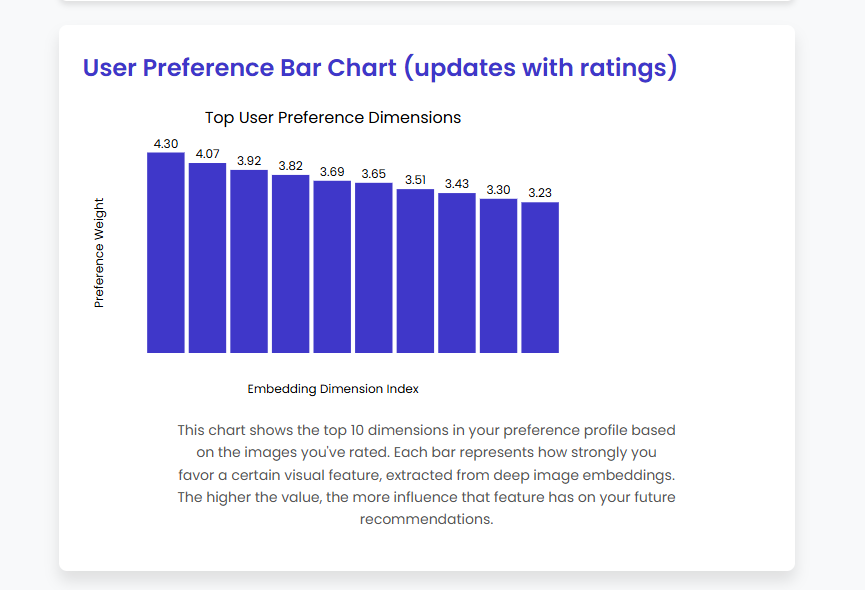 User Preference Bar Chart (updates with ratings)
Top User Preference Dimensions
4.30
4.07
3.92
3.82
3.69
3.65
3.51
3.43
3.30
3.23
Preference Weight
Embedding Dimension Index
This chart shows the top 10 dimensions in your preference profile based
on the images you've rated. Each bar represents how strongly you
favor a certain visual feature, extracted from deep image embeddings.
The higher the value, the more influence that feature has on your future
recommendations.